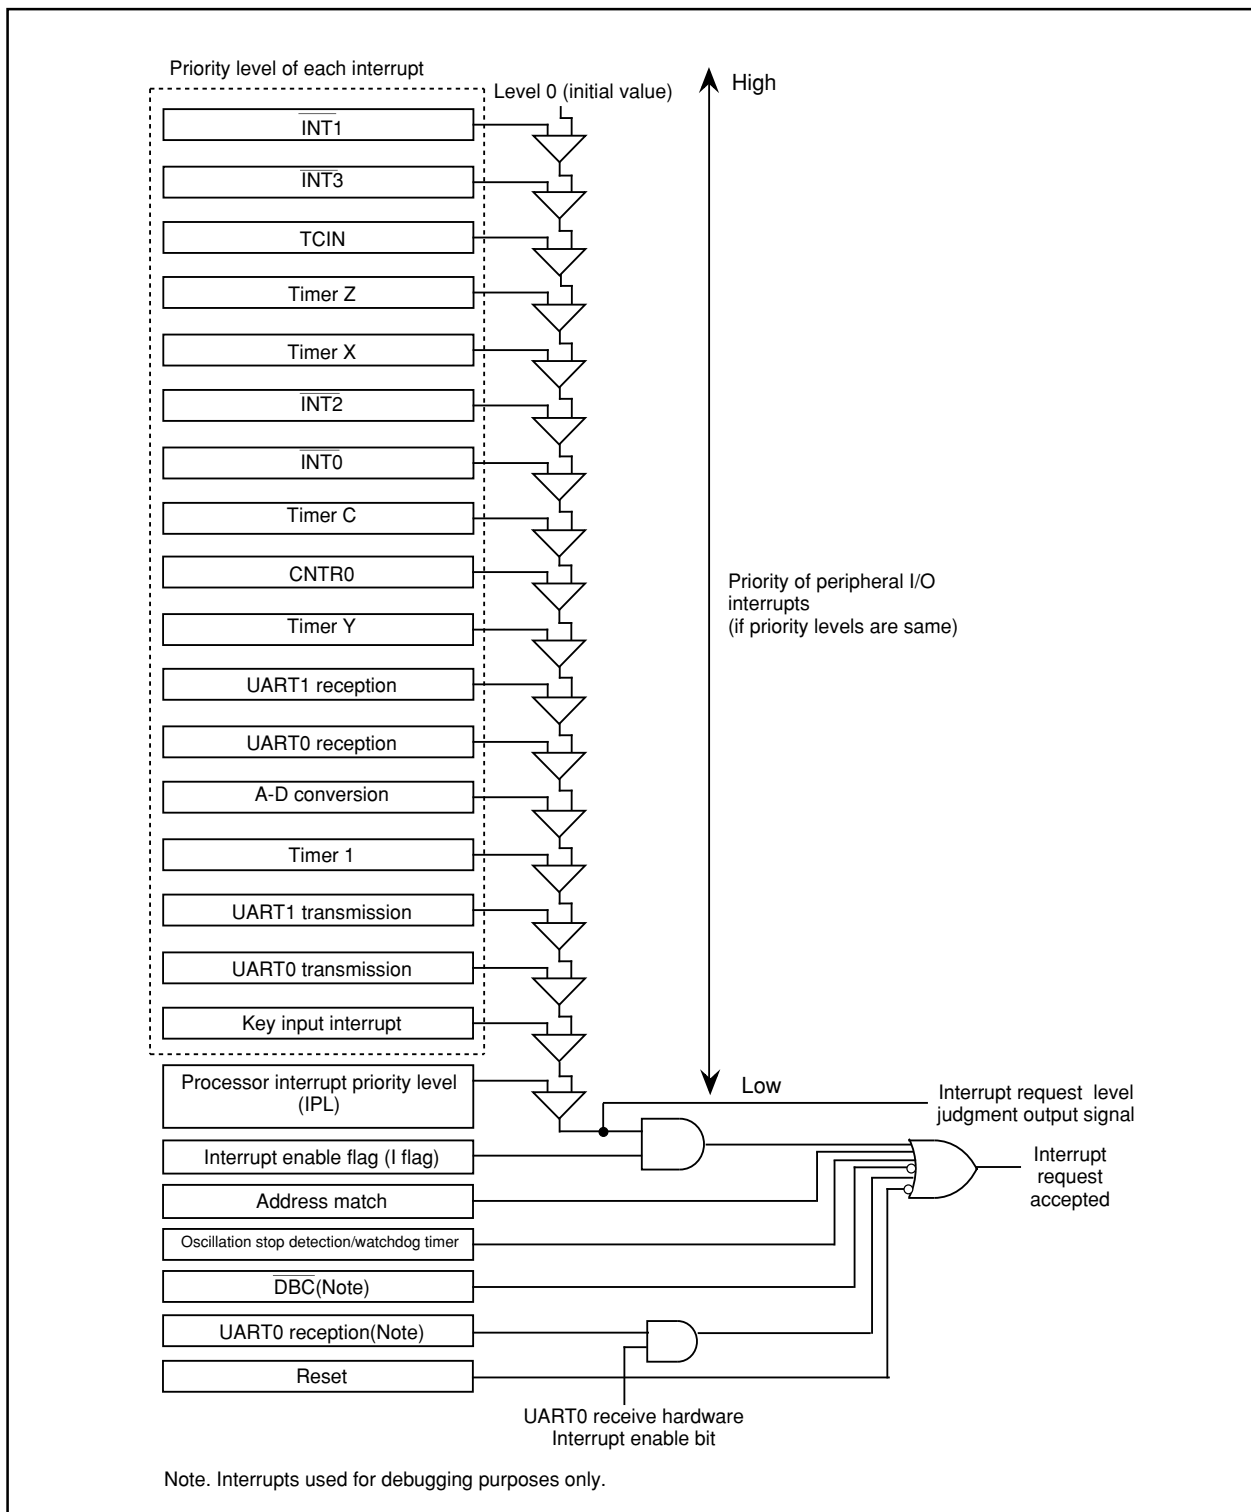 Priority level of each interrupt
Level 0 (initial value)
High
INT1
INT3
TCIN
Timer Z
Timer X
INT2
INT0
Timer C
CNTR0
Priority of peripheral I/O
interrupts
(if priority levels are same)
Timer Y
UART1 reception
UART0 reception
A-D conversion
Timer 1
UART1 transmission
UART0 transmission
Key input interrupt
Processor interrupt priority level
(IPL)
Low
Interrupt request level
judgment output signal
Interrupt enable flag (I flag)
Interrupt
request
accepted
Address match
Oscillation stop detection/watchdog timer
DBC(Note)
UART0 reception(Note)
Reset
UART0 receive hardware
Interrupt enable bit
Note. Interrupts used for debugging purposes only.